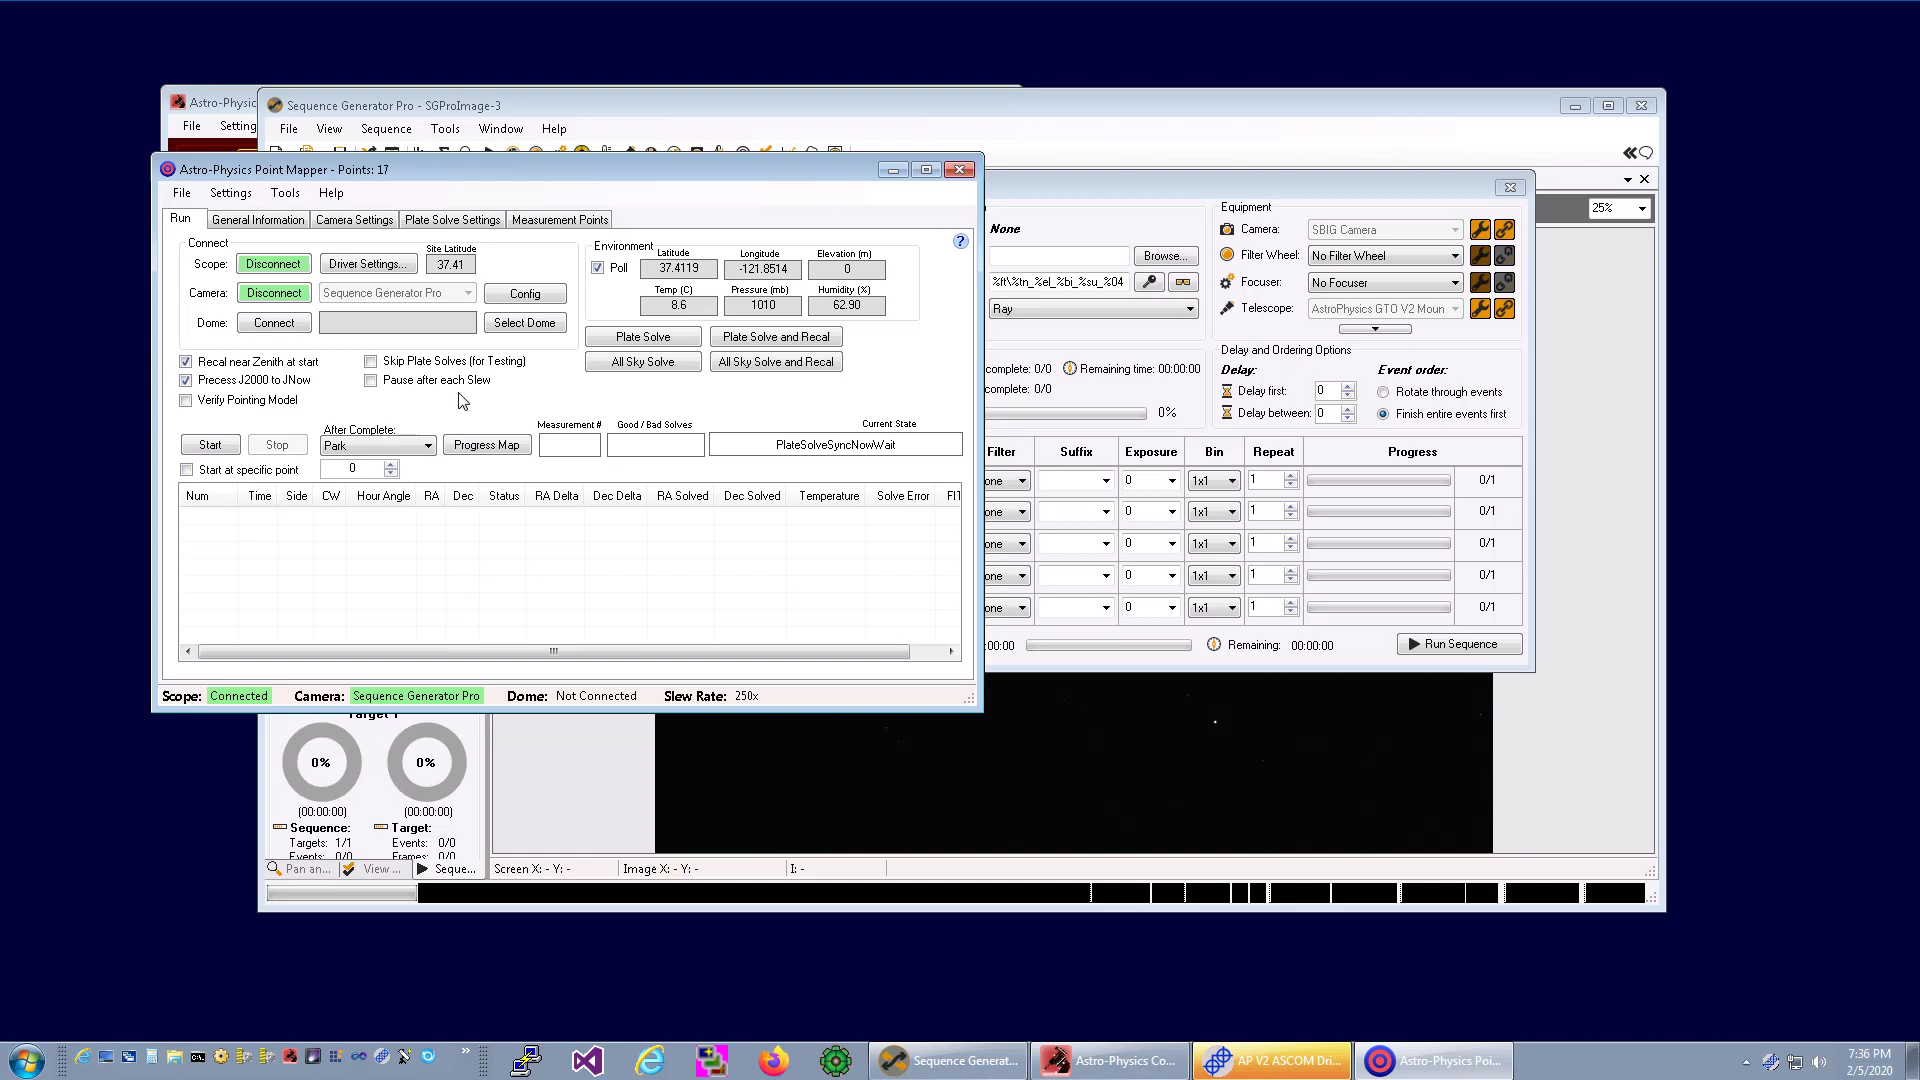 Astro-Physic
File Setting
Sequence Generator Pro - SGProImage-3
File View Sequence Tools Window Help
25%
Astro-Physics Point Mapper - Points: 17
File Settings Tools Help
Run General Information Camera Settings Plate Solve Settings Measurement Points
Connect
Scope: Disconnect Driver Settings... Site Latitude 37.41
Camera: Disconnect Sequence Generator Pro Config
Dome: Connect Select Dome
Environment
Poll
Latitude Longitude Elevation (m)
37.4119 -121.8514 0
Temp (C) Pressure (mb) Humidity (%)
8.6 1010 62.90
Plate Solve Plate Solve and Recal
All Sky Solve All Sky Solve and Recal
Recal near Zenith at start Skip Plate Solves (for Testing)
Precess J2000 to JNow Pause after each Slew
Verify Pointing Model
After Complete: Measurement # Good / Bad Solves Current State
Start Stop Park Progress Map PlateSolveSyncNowWait
Start at specific point 0
Num Time Side CW Hour Angle RA Dec Status RA Delta Dec Delta RA Solved Dec Solved Temperature Solve Error FIT
Scope: Connected Camera: Sequence Generator Pro Dome: Not Connected Slew Rate: 250x
None
Browse...
%ft\%tn_%el_%bi_%su_%04
Ray
complete: 0/0 Remaining time: 00:00:00
complete: 0/0
0%
Equipment
Camera: SBIG Camera
Filter Wheel: No Filter Wheel
Focuser: No Focuser
Telescope: AstroPhysics GTO V2 Moun
Delay and Ordering Options
Delay: Event order:
Delay first: 0 Rotate through events
Delay between: 0 Finish entire events first
Filter Suffix Exposure Bin Repeat Progress
one 0 1x1 1 0/1
one 0 1x1 1 0/1
one 0 1x1 1 0/1
one 0 1x1 1 0/1
one 0 1x1 1 0/1
:00:00 Remaining: 00:00:00 Run Sequence
Target 1
0% 0%
(00:00:00) (00:00:00)
Sequence: Target:
Targets: 1/1 Events: 0/0
Events: 0/0 Frames: 0/0
Pan an... View ... Seque...
Screen X: - Y: - Image X: - Y: - I: -
Sequence Generat... Astro-Physics Co... AP V2 ASCOM Dri... Astro-Physics Poi...
7:36 PM
2/5/2020